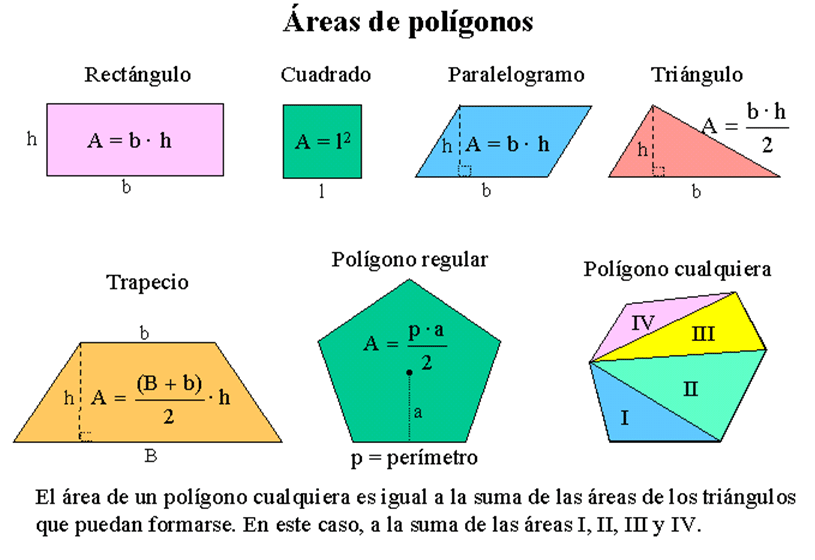 Áreas de polígonos
Rectángulo
h
A = b · h
b
Cuadrado
A = l²
l
Paralelogramo
h
A = b · h
b
Triángulo
h
A = b · h / 2
b
Trapecio
b
h
A = (B + b) / 2 · h
B
Polígono regular
A = p · a / 2
a
p = perímetro
Polígono cualquiera
IV
III
II
I
El área de un polígono cualquiera es igual a la suma de las áreas de los triángulos
que puedan formarse. En este caso, a la suma de las áreas I, II, III y IV.